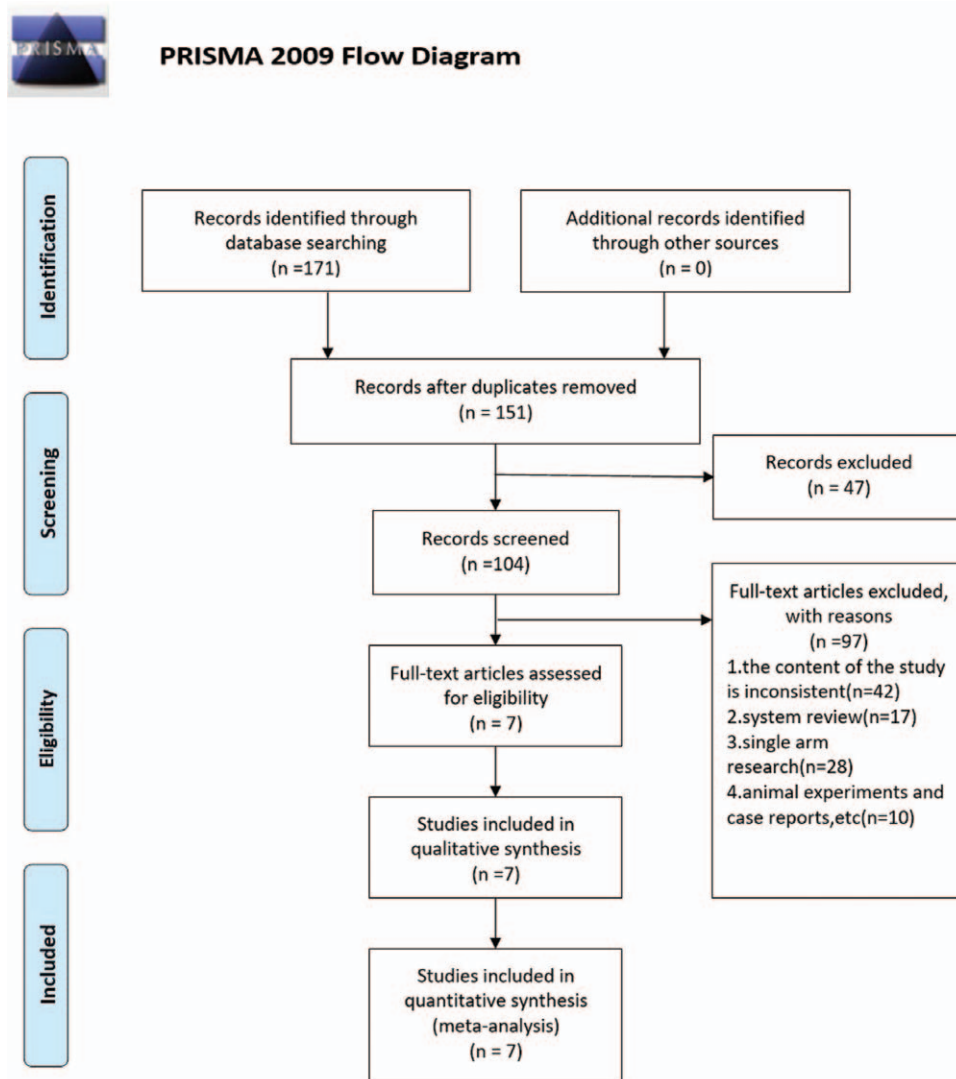 PRISMA
PRISMA 2009 Flow Diagram
Identification
Records identified through
database searching
(n =171)
Additional records identified
through other sources
(n = 0)
Records after duplicates removed
(n = 151)
Screening
Records excluded
(n = 47)
Records screened
(n =104)
Full-text articles excluded,
with reasons
(n =97)
1.the content of the study
is inconsistent(n=42)
2.system review(n=17)
3.single arm
research(n=28)
4.animal experiments and
case reports,etc(n=10)
Eligibility
Full-text articles assessed
for eligibility
(n = 7)
Studies included in
qualitative synthesis
(n =7)
Included
Studies included in
quantitative synthesis
(meta-analysis)
(n = 7)